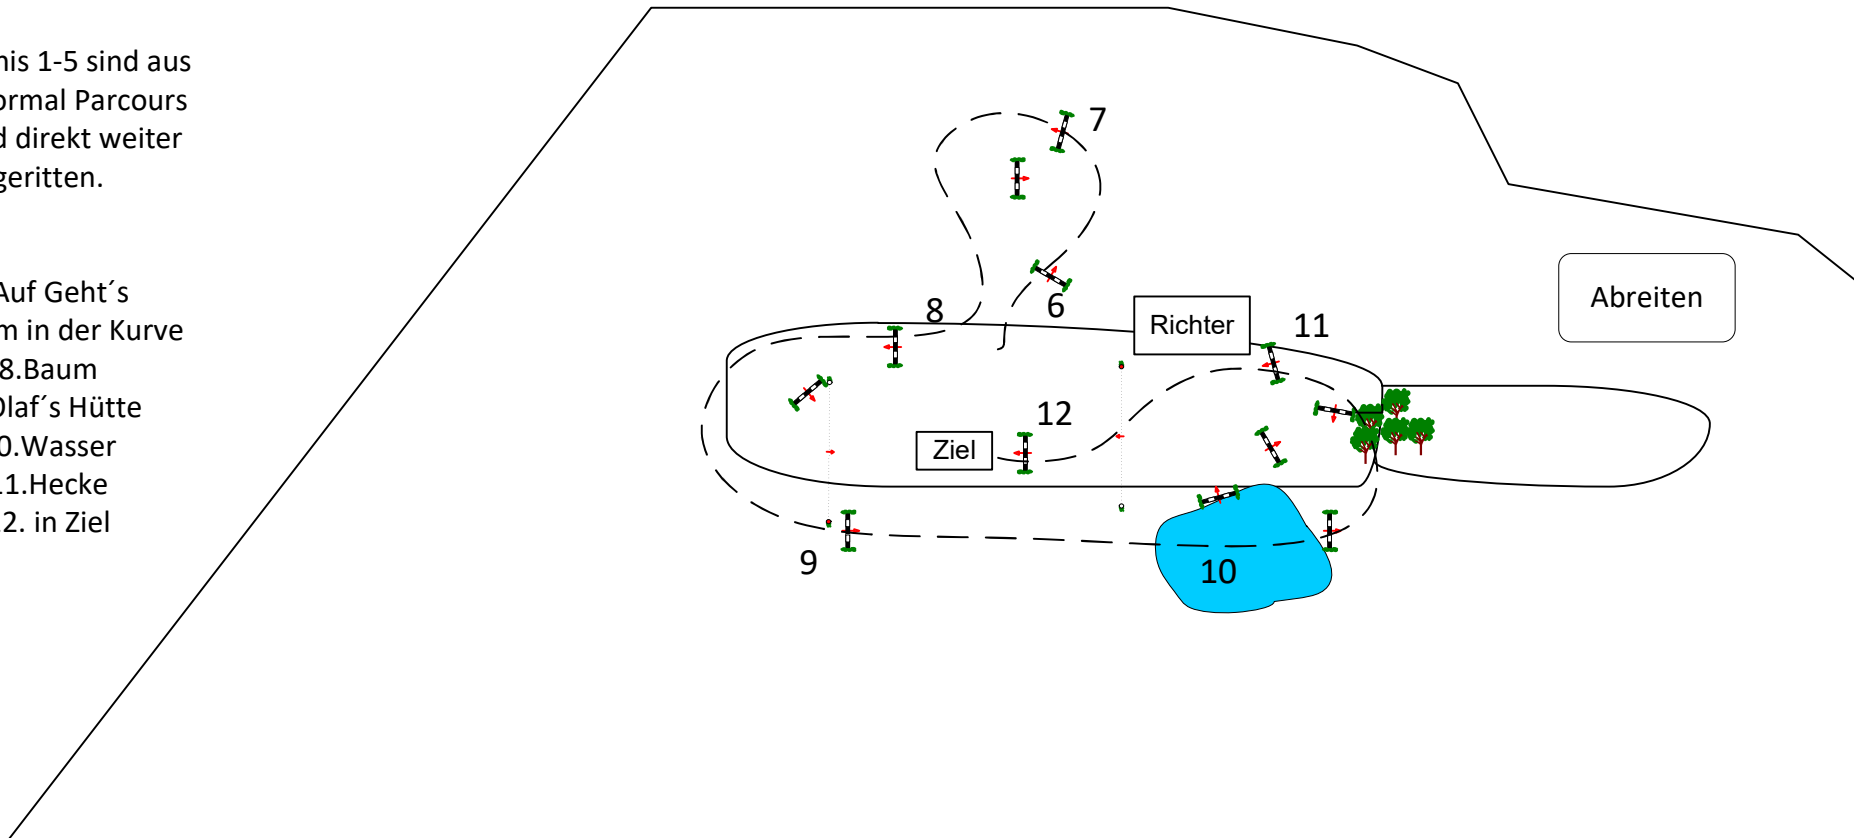 nis 1-5 sind aus
ormal Parcours
d direkt weiter
geritten.
Auf Geht´s
m in der Kurve
8.Baum
Olaf´s Hütte
0.Wasser
1.Hecke
2. in Ziel
7
6
8
Richter
11
Abreiten
12
Ziel
9
10